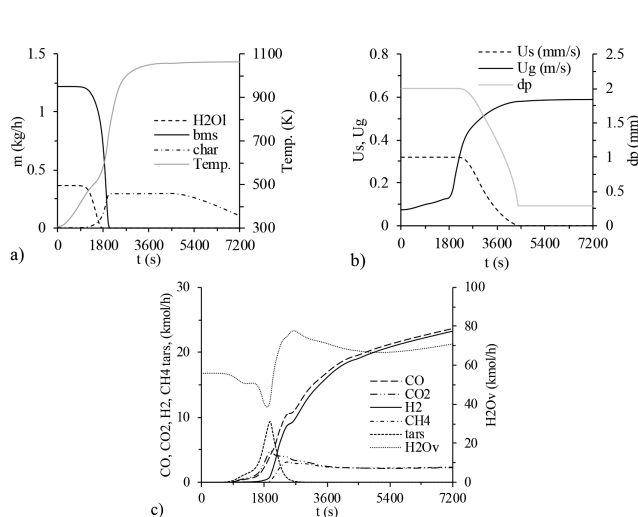 1.5
1
0.5
0
m (kg/h)
1100
900
700
500
300
Temp. (K)
H2Ol
bms
char
Temp.
0 1800 3600 5400 7200
t (s)
a)
0.8
0.6
0.4
0.2
0
Us, Ug
Us (mm/s)
Ug (m/s)
dp
2.5
2
1.5
1
0.5
0
dp (mm)
0 1800 3600 5400 7200
t (s)
b)
30
20
10
0
CO, CO2, H2, CH4 tars, (kmol/h)
100
80
60
40
20
0
H2Ov (kmol/h)
CO
CO2
H2
CH4
tars
H2Ov
0 1800 3600 5400 7200
t (s)
c)